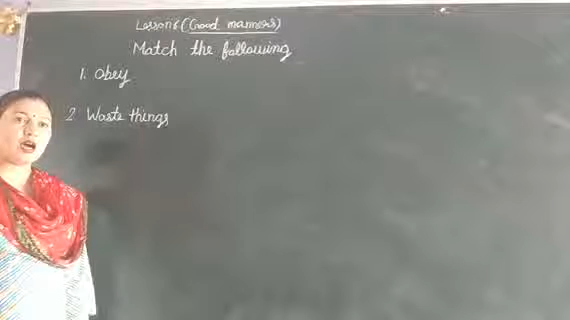 Lesson 6 (Good manners)
Match the following
1. Obey
2 Waste things